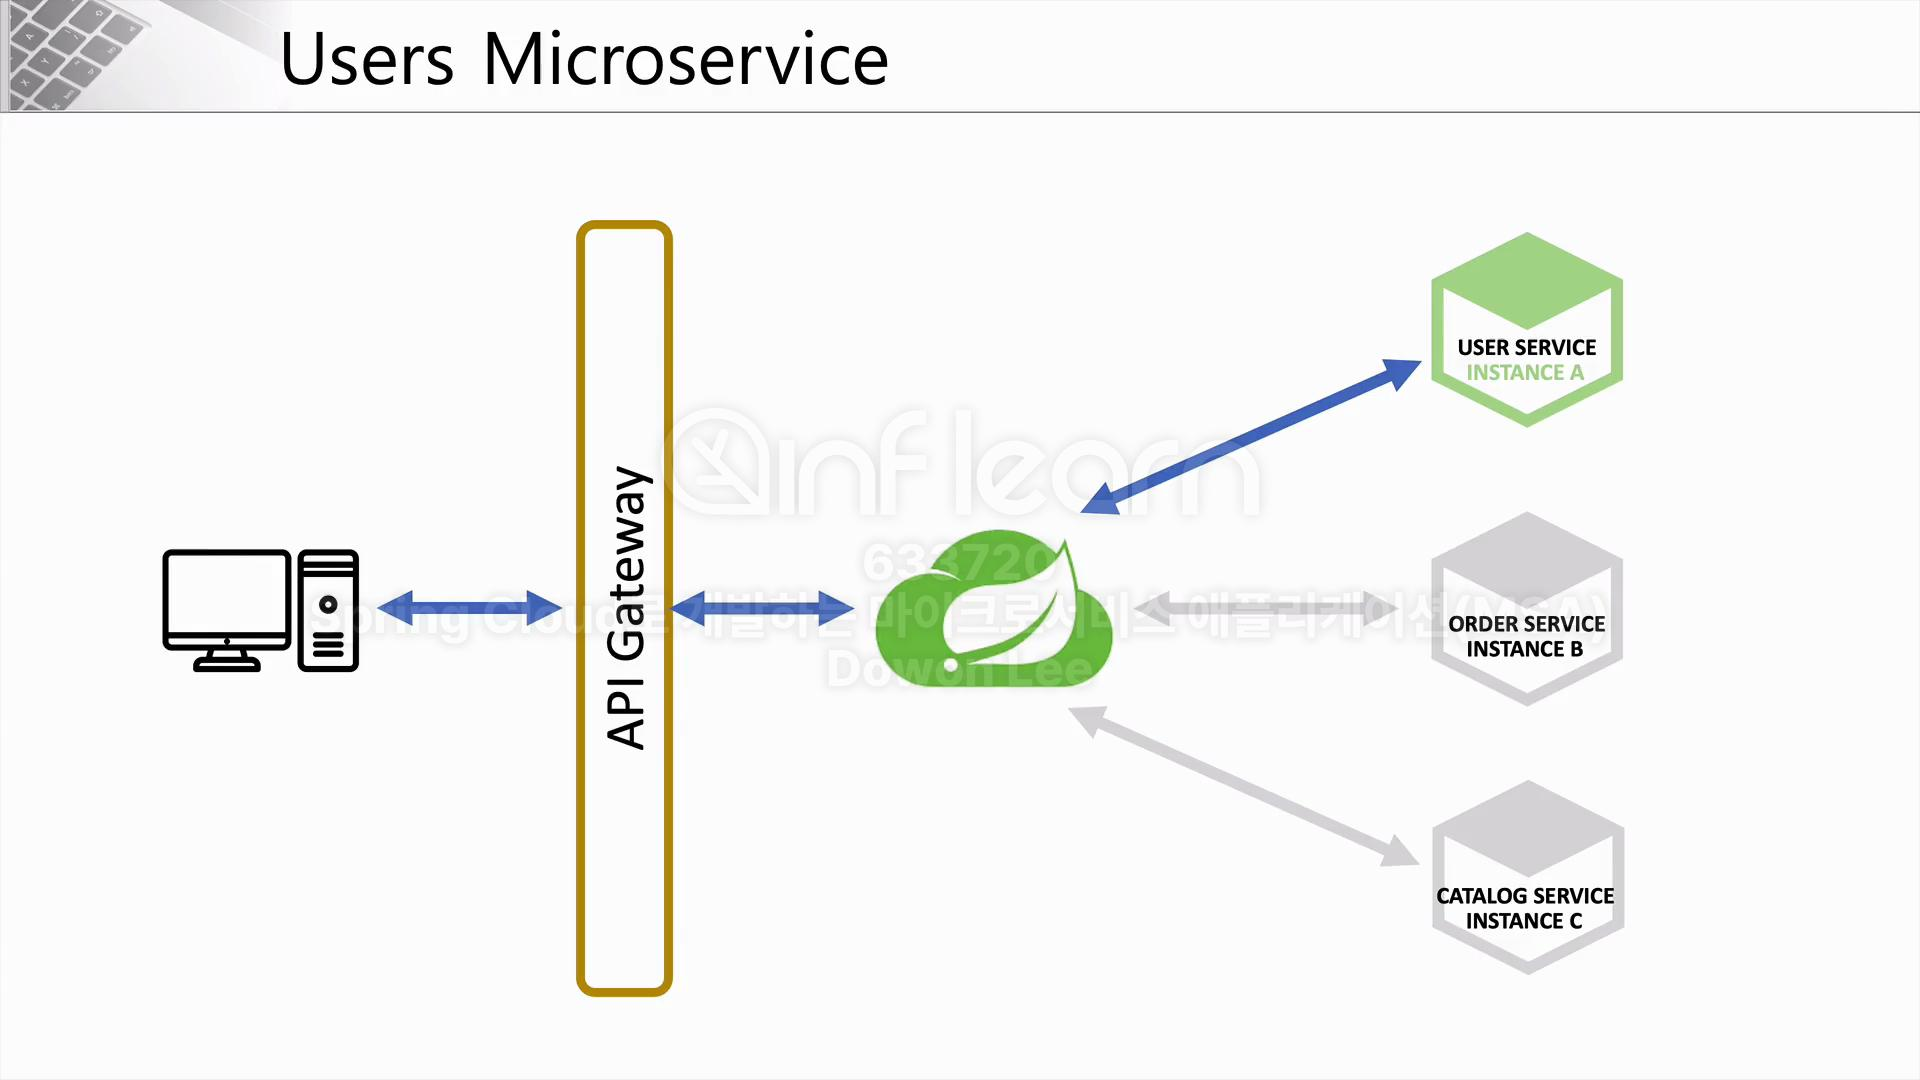 Users Microservice
USER SERVICE
INSTANCE A
inflearn
API Gateway
633720
Spring Cloud로 개발하는 마이크로서비스 애플리케이션(MSA)
Dowon Lee
ORDER SERVICE
INSTANCE B
CATALOG SERVICE
INSTANCE C